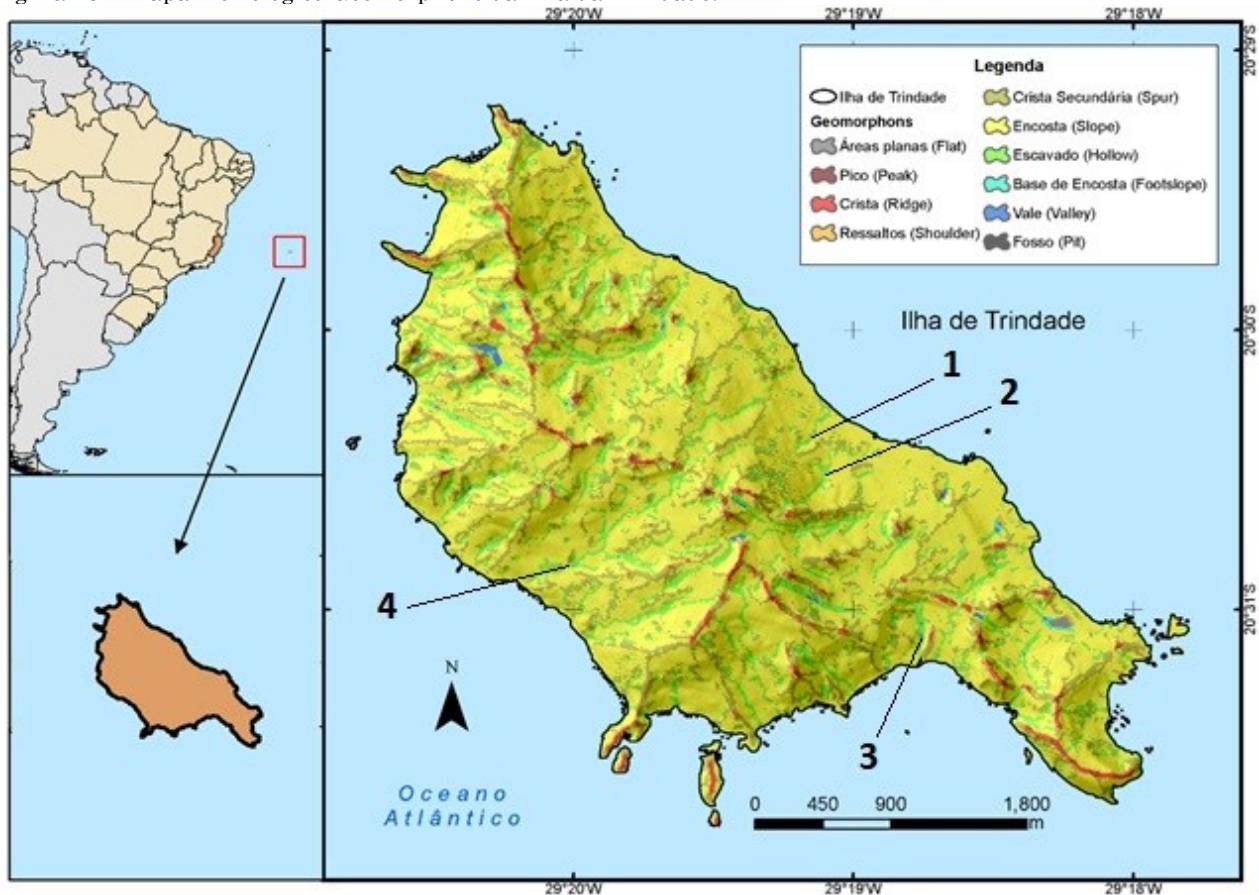 29°20'W
29°19'W
29°18'W
20°29'S
Legenda
Ilha de Trindade
Geomorphons
Áreas planas (Flat)
Pico (Peak)
Crista (Ridge)
Ressaltos (Shoulder)
Crista Secundária (Spur)
Encosta (Slope)
Escavado (Hollow)
Base de Encosta (Footslope)
Vale (Valley)
Fosso (Pit)
Ilha de Trindade
20°30'S
1
2
4
3
20°31'S
N
Oceano
Atlântico
0 450 900 1,800
m
29°20'W
29°19'W
29°18'W